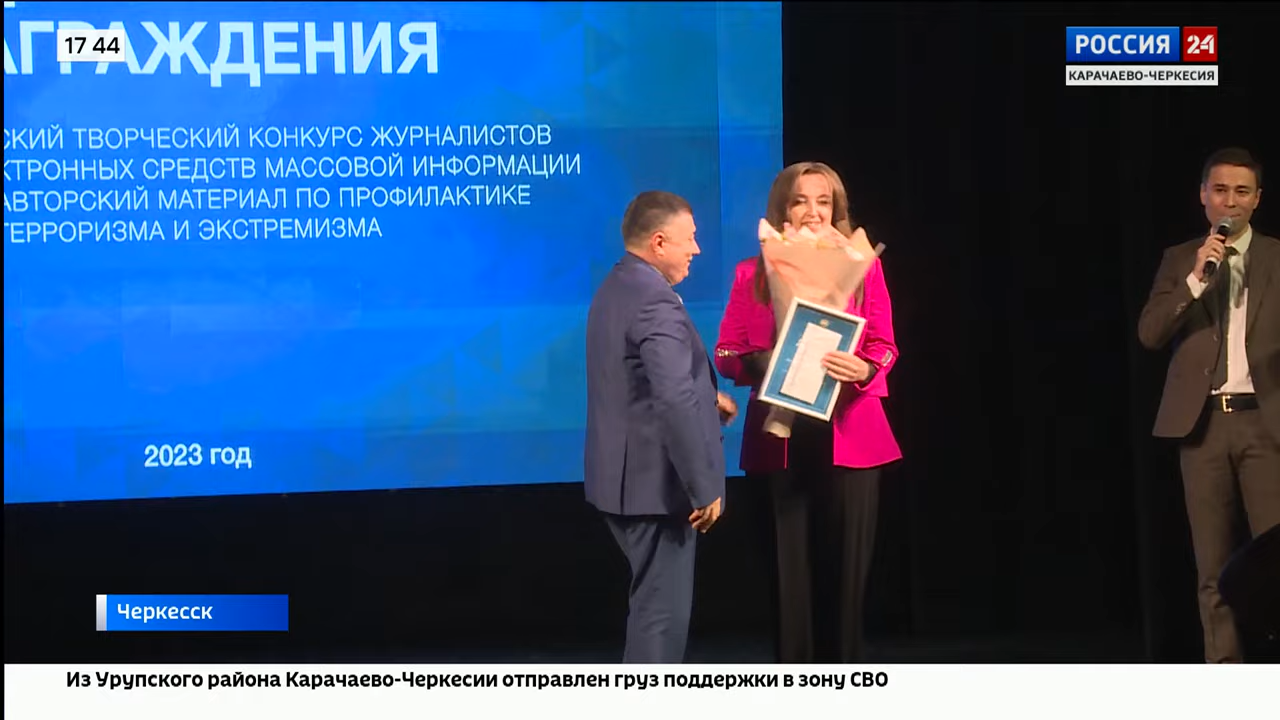 17 44
АГРАЖДЕНИЯ
РОССИЯ 24
КАРАЧАЕВО-ЧЕРКЕСИЯ
СКИЙ ТВОРЧЕСКИЙ КОНКУРС ЖУРНАЛИСТОВ
КТРОННЫХ СРЕДСТВ МАССОВОЙ ИНФОРМАЦИИ
АВТОРСКИЙ МАТЕРИАЛ ПО ПРОФИЛАКТИКЕ
ТЕРРОРИЗМА И ЭКСТРЕМИЗМА
2023 год
Черкесск
Из Урупского района Карачаево-Черкесии отправлен груз поддержки в зону СВО